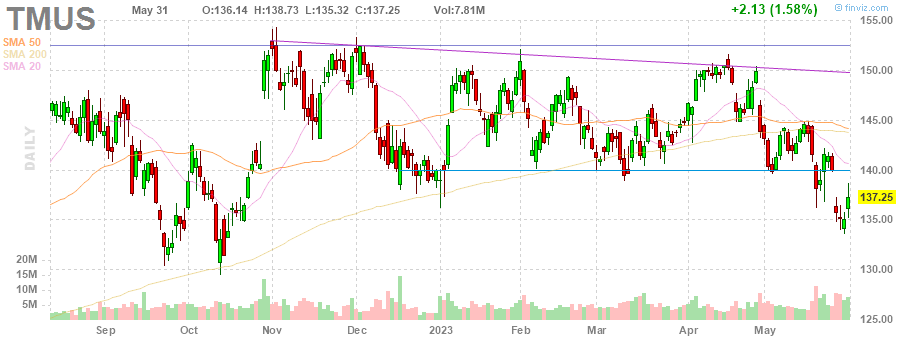 TMUS May 31 O:136.14 H:138.73 L:135.32 C:137.25 Vol:7.81M +2.13 (1.58%) finviz.com
SMA 50
SMA 200
SMA 20
DAILY
155.00
150.00
145.00
140.00
137.25
135.00
130.00
125.00
20M
15M
10M
5M
Sep Oct Nov Dec 2023 Feb Mar Apr May